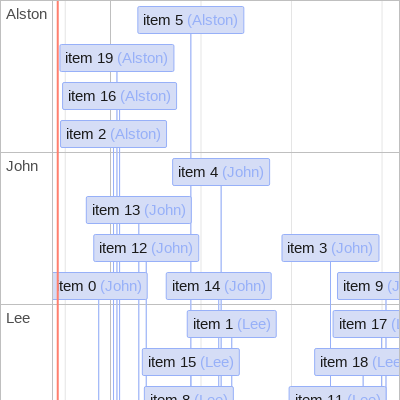 Alston
item 5 (Alston)
item 19 (Alston)
item 16 (Alston)
item 2 (Alston)
John
item 4 (John)
item 13 (John)
item 12 (John)
item 3 (John)
item 0 (John)
item 14 (John)
item 9 (J
Lee
item 1 (Lee)
item 17 (
item 15 (Lee)
item 18 (Lee
item 8 (Lee)
item 11 (Lee)